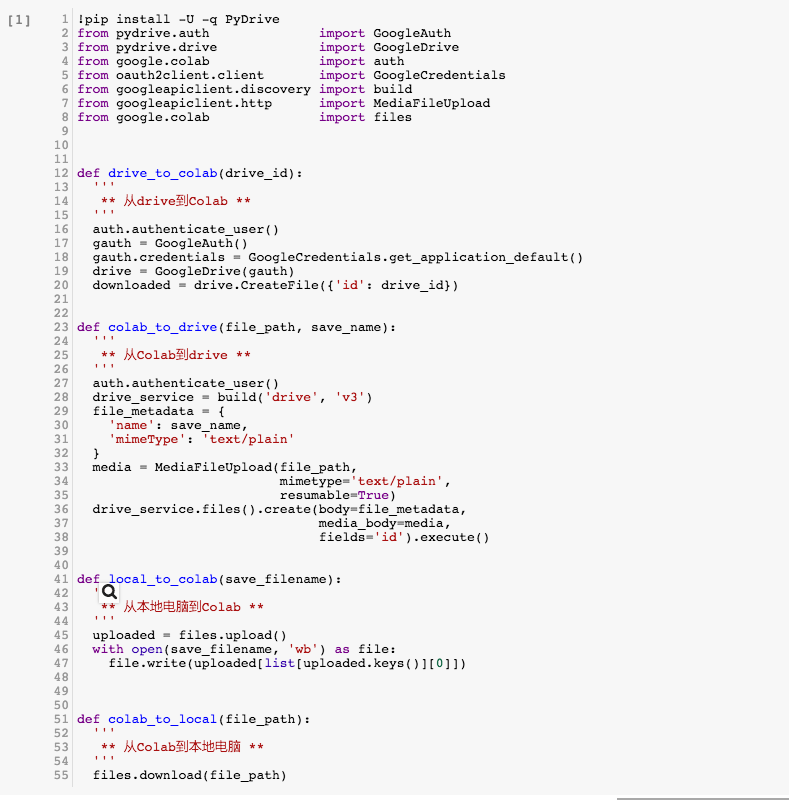 [1]
1 !pip install -U -q PyDrive
2 from pydrive.auth               import GoogleAuth
3 from pydrive.drive              import GoogleDrive
4 from google.colab               import auth
5 from oauth2client.client        import GoogleCredentials
6 from googleapiclient.discovery  import build
7 from googleapiclient.http       import MediaFileUpload
8 from google.colab               import files
9
10
11
12 def drive_to_colab(drive_id):
13   '''
14    ** 从drive到Colab **
15   '''
16   auth.authenticate_user()
17   gauth = GoogleAuth()
18   gauth.credentials = GoogleCredentials.get_application_default()
19   drive = GoogleDrive(gauth)
20   downloaded = drive.CreateFile({'id': drive_id})
21
22
23 def colab_to_drive(file_path, save_name):
24   '''
25    ** 从Colab到drive **
26   '''
27   auth.authenticate_user()
28   drive_service = build('drive', 'v3')
29   file_metadata = {
30     'name': save_name,
31     'mimeType': 'text/plain'
32   }
33   media = MediaFileUpload(file_path,
34                           mimetype='text/plain',
35                           resumable=True)
36   drive_service.files().create(body=file_metadata,
37                                media_body=media,
38                                fields='id').execute()
39
40
41 def local_to_colab(save_filename):
42   '
43    ** 从本地电脑到Colab **
44   '''
45   uploaded = files.upload()
46   with open(save_filename, 'wb') as file:
47     file.write(uploaded[list[uploaded.keys()][0]])
48
49
50
51 def colab_to_local(file_path):
52   '''
53    ** 从Colab到本地电脑 **
54   '''
55   files.download(file_path)